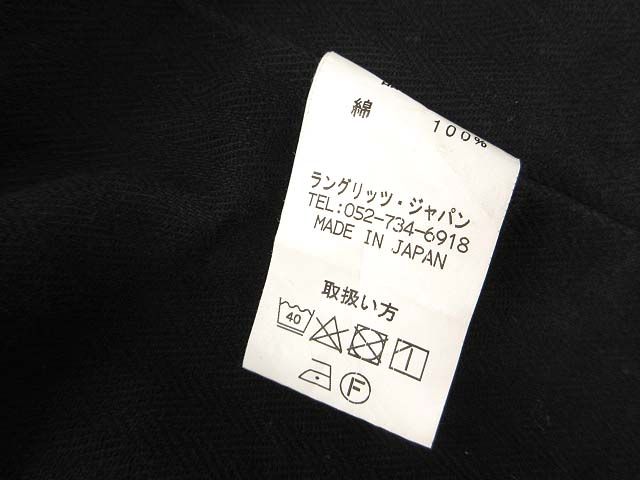 綿 100%
ラングリッツ・ジャパン
TEL:052-734-6918
MADE IN JAPAN
取扱い方
40
F